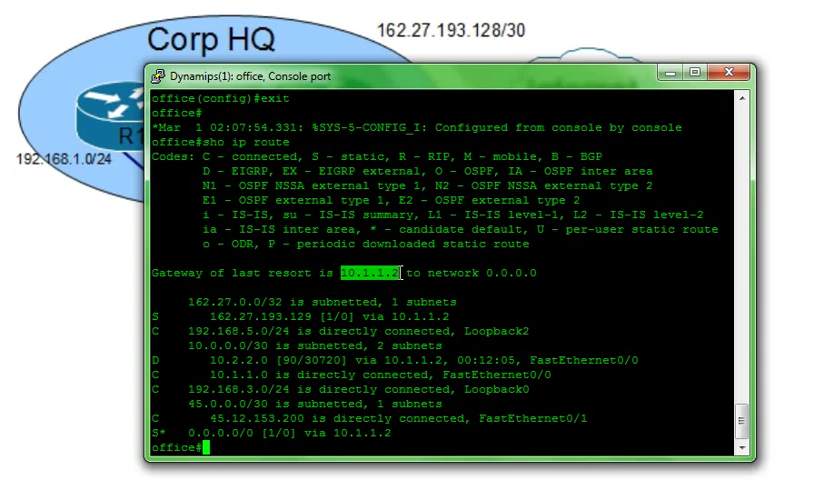 Corp HQ
162.27.193.128/30
R1
192.168.1.0/24
Dynamips(1): office, Console port
office(config)#exit
office#
*Mar  1 02:07:54.331: %SYS-5-CONFIG_I: Configured from console by console
office#sho ip route
Codes: C - connected, S - static, R - RIP, M - mobile, B - BGP
D - EIGRP, EX - EIGRP external, O - OSPF, IA - OSPF inter area
N1 - OSPF NSSA external type 1, N2 - OSPF NSSA external type 2
E1 - OSPF external type 1, E2 - OSPF external type 2
i - IS-IS, su - IS-IS summary, L1 - IS-IS level-1, L2 - IS-IS level-2
ia - IS-IS inter area, * - candidate default, U - per-user static route
o - ODR, P - periodic downloaded static route
Gateway of last resort is 10.1.1.2 to network 0.0.0.0
162.27.0.0/32 is subnetted, 1 subnets
S       162.27.193.129 [1/0] via 10.1.1.2
C    192.168.5.0/24 is directly connected, Loopback2
10.0.0.0/30 is subnetted, 2 subnets
D       10.2.2.0 [90/30720] via 10.1.1.2, 00:12:05, FastEthernet0/0
C       10.1.1.0 is directly connected, FastEthernet0/0
C    192.168.3.0/24 is directly connected, Loopback0
45.0.0.0/30 is subnetted, 1 subnets
C       45.12.153.200 is directly connected, FastEthernet0/1
S*   0.0.0.0/0 [1/0] via 10.1.1.2
office#